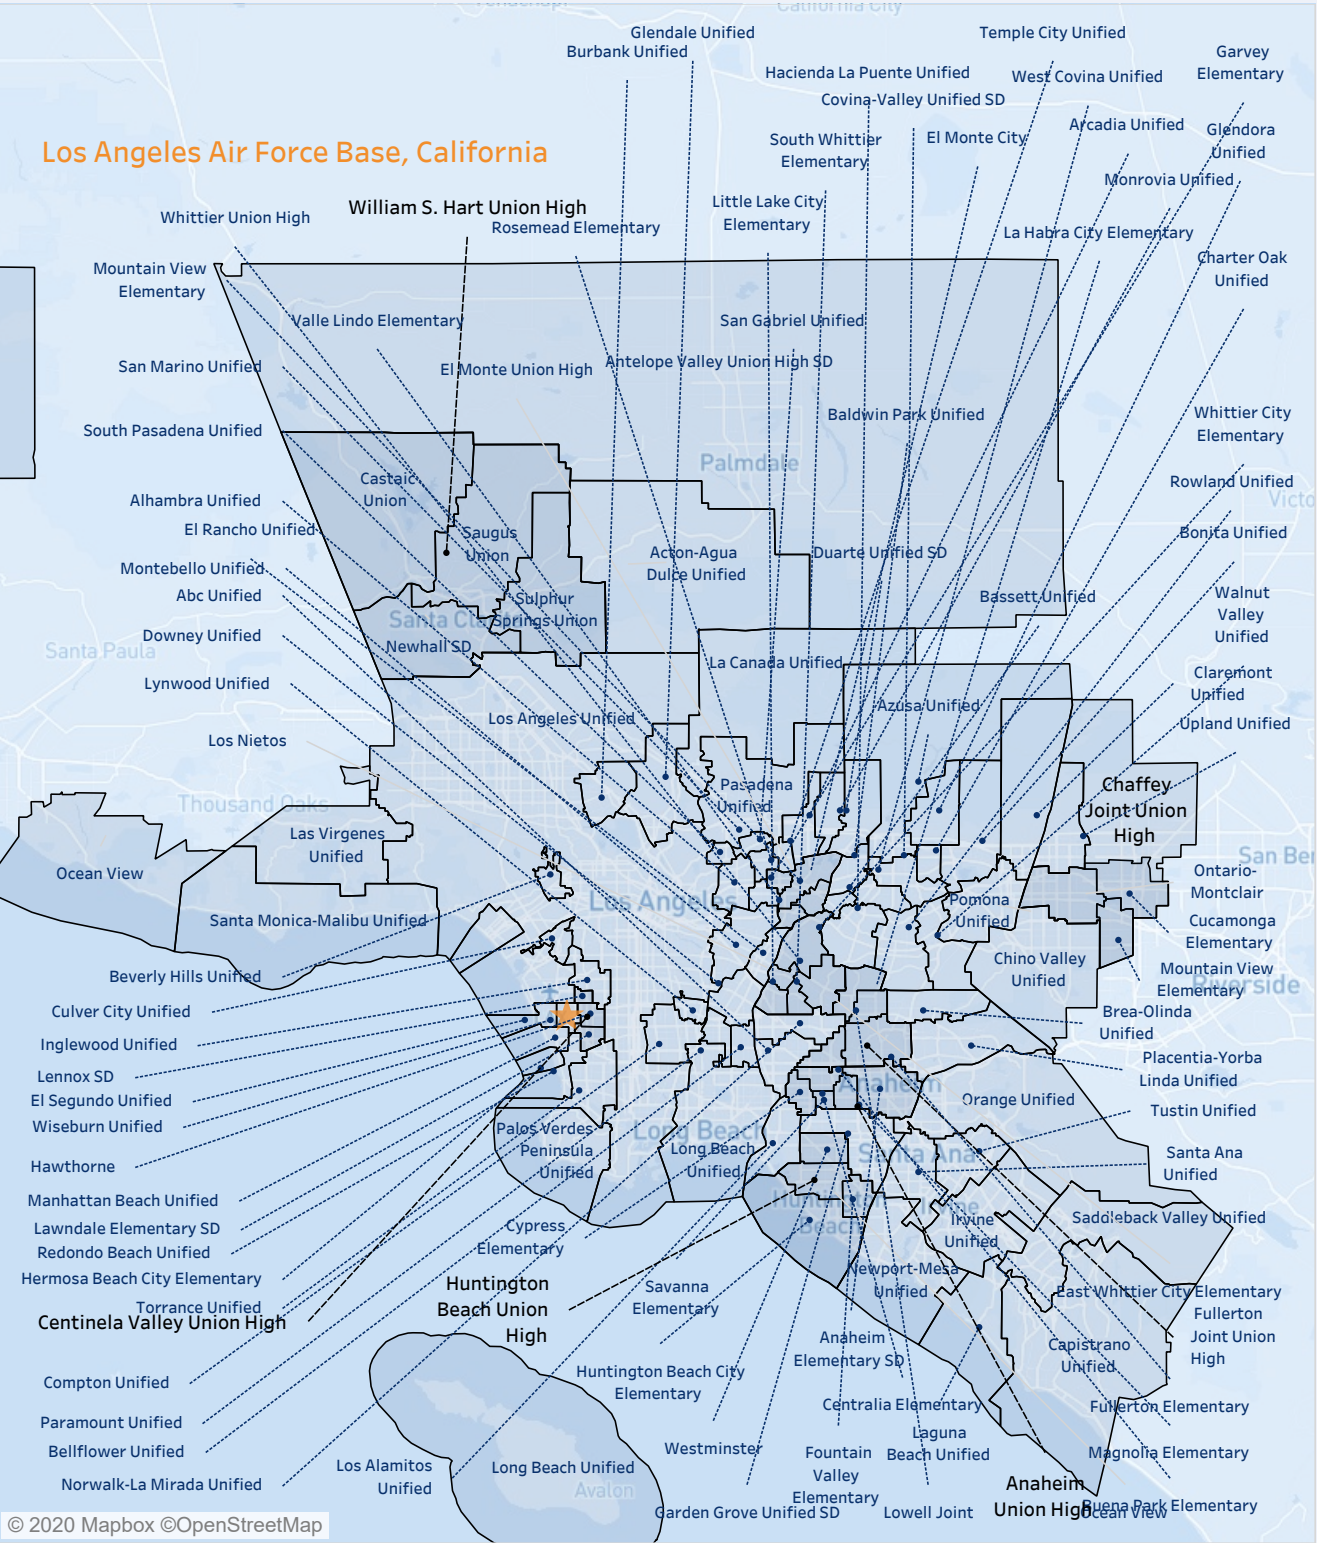 Tehachapi
California City
Glendale Unified
Burbank Unified
Temple City Unified
Garvey
Elementary
Hacienda La Puente Unified
West Covina Unified
Covina-Valley Unified SD
South Whittier
Elementary
El Monte City
Arcadia Unified
Glendora
Unified
Los Angeles Air Force Base, California
Monrovia Unified
Whittier Union High
William S. Hart Union High
Rosemead Elementary
Little Lake City
Elementary
La Habra City Elementary
Charter Oak
Unified
Mountain View
Elementary
Valle Lindo Elementary
San Gabriel Unified
San Marino Unified
El Monte Union High
Antelope Valley Union High SD
Baldwin Park Unified
Whittier City
Elementary
South Pasadena Unified
Palmdale
Castaic
Union
Rowland Unified
Victo
Alhambra Unified
El Rancho Unified
Saugus
Union
Acton-Agua
Dulce Unified
Duarte Unified SD
Bonita Unified
Montebello Unified
Abc Unified
Sulphur
Springs Union
Bassett Unified
Walnut
Valley
Unified
Santa Cla
Newhall SD
Downey Unified
Santa Paula
La Canada Unified
Claremont
Unified
Lynwood Unified
Los Angeles Unified
Azusa Unified
Upland Unified
Los Nietos
Pasadena
Unified
Chaffey
Joint Union
High
Thousand Oaks
Las Virgenes
Unified
San Ber
Ocean View
Los Angeles
Ontario-
Montclair
Santa Monica-Malibu Unified
Pomona
Unified
Cucamonga
Elementary
Chino Valley
Unified
Beverly Hills Unified
Mountain View
Elementary
Riverside
Culver City Unified
Brea-Olinda
Unified
Inglewood Unified
Placentia-Yorba
Linda Unified
Lennox SD
Anaheim
El Segundo Unified
Orange Unified
Tustin Unified
Wiseburn Unified
Palos Verdes
Peninsula
Unified
Long Beach
Long Beach
Unified
Santa Ana
Santa Ana
Unified
Hawthorne
Manhattan Beach Unified
Huntington
Beach
Irvine
Irvine
Unified
Saddleback Valley Unified
Lawndale Elementary SD
Redondo Beach Unified
Cypress
Elementary
Hermosa Beach City Elementary
Newport-Mesa
Unified
East Whittier City Elementary
Torrance Unified
Centinela Valley Union High
Huntington
Beach Union
High
Savanna
Elementary
Fullerton
Joint Union
High
Anaheim
Elementary SD
Capistrano
Unified
Compton Unified
Huntington Beach City
Elementary
Centralia Elementary
Fullerton Elementary
Paramount Unified
Bellflower Unified
Westminster
Fountain
Valley
Elementary
Laguna
Beach Unified
Magnolia Elementary
Norwalk-La Mirada Unified
Los Alamitos
Unified
Long Beach Unified
Avalon
Garden Grove Unified SD
Lowell Joint
Anaheim
Union High
Buena Park Elementary
Ocean View
© 2020 Mapbox ©OpenStreetMap